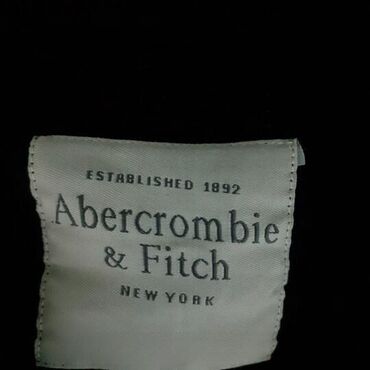 ESTABLISHED 1892
Abercrombie
& Fitch
NEW YORK